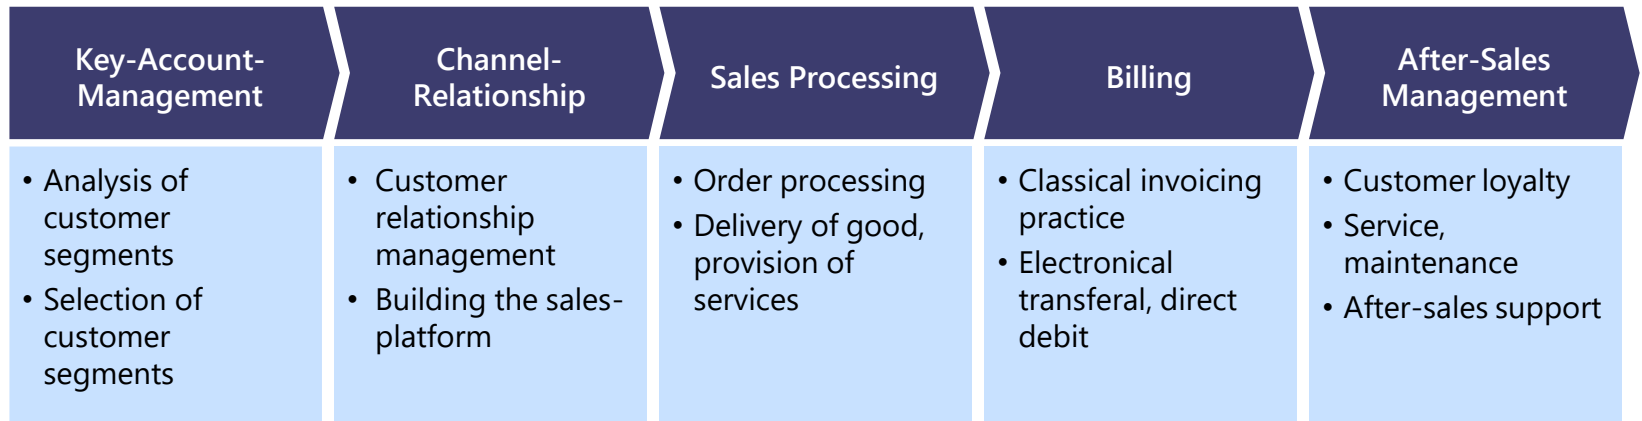 Key-Account-
Management
• Analysis of
customer
segments
• Selection of
customer
segments
Channel-
Relationship
• Customer
relationship
management
• Building the sales-
platform
Sales Processing
• Order processing
• Delivery of good,
provision of
services
Billing
• Classical invoicing
practice
• Electronical
transferal, direct
debit
After-Sales
Management
• Customer loyalty
• Service,
maintenance
• After-sales support